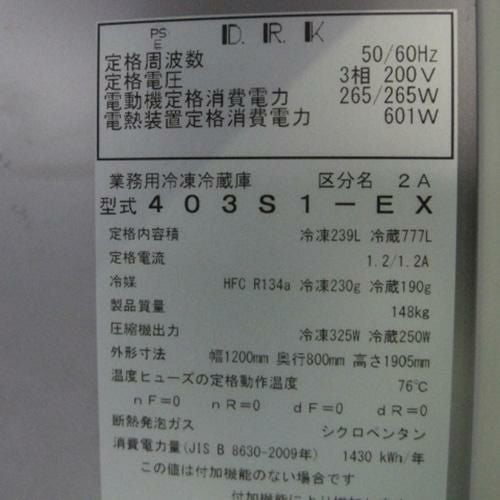 PS
E
D. R. K
定格周波数 50/60Hz
定格電圧 3相 200V
電動機定格消費電力 265/265W
電熱装置定格消費電力 601W
業務用冷凍冷蔵庫 区分名 2A
型式 403S1-EX
定格内容積 冷凍239L 冷蔵777L
定格電流 1.2/1.2A
冷媒 HFC R134a 冷凍230g 冷蔵190g
製品質量 148kg
圧縮機出力 冷凍325W 冷蔵250W
外形寸法 幅1200mm 奥行800mm 高さ1905mm
温度ヒューズの定格動作温度 76℃
nF=0 nR=0 dF=0 dR=0
断熱発泡ガス シクロペンタン
消費電力量(JIS B 8630-2009年) 1430 kWh/年
この値は付加機能のない場合です